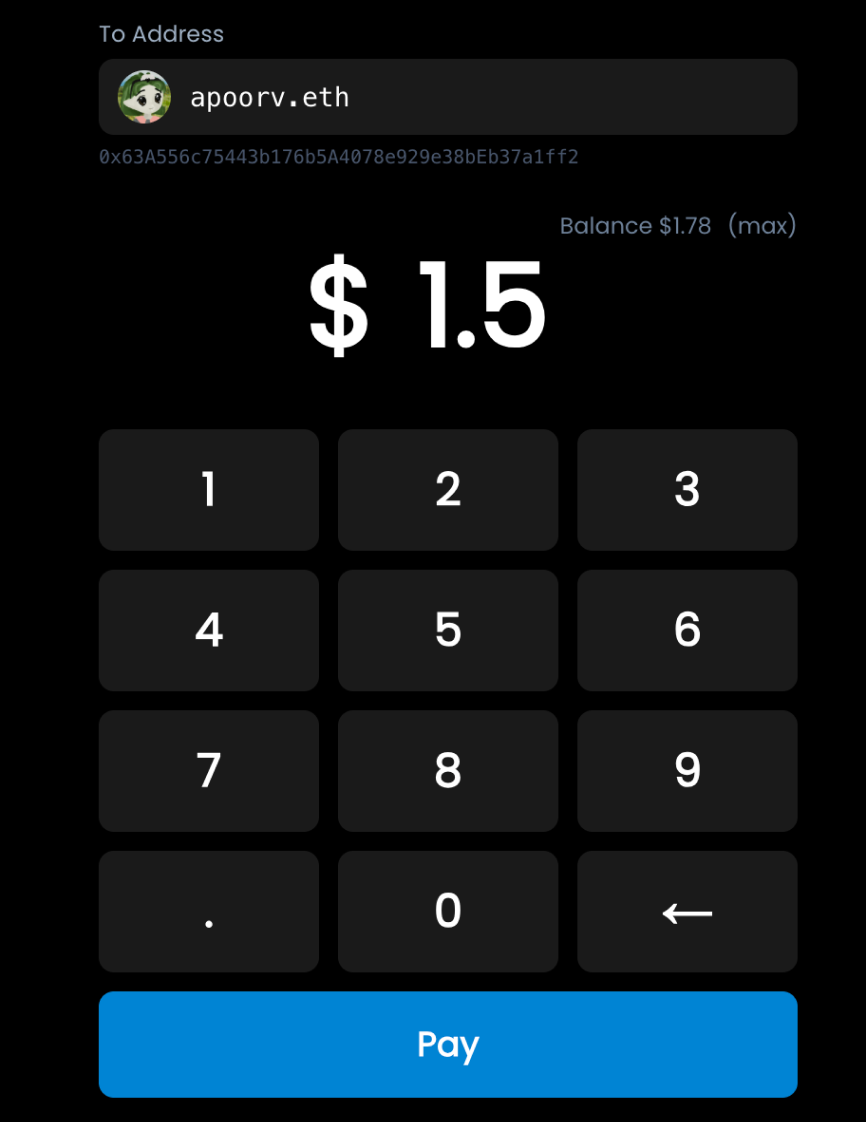 To Address
apoorv.eth
0x63A556c75443b176b5A4078e929e38bEb37a1ff2
Balance $1.78 (max)
$ 1.5
1 2 3
4 5 6
7 8 9
. 0 ←
Pay